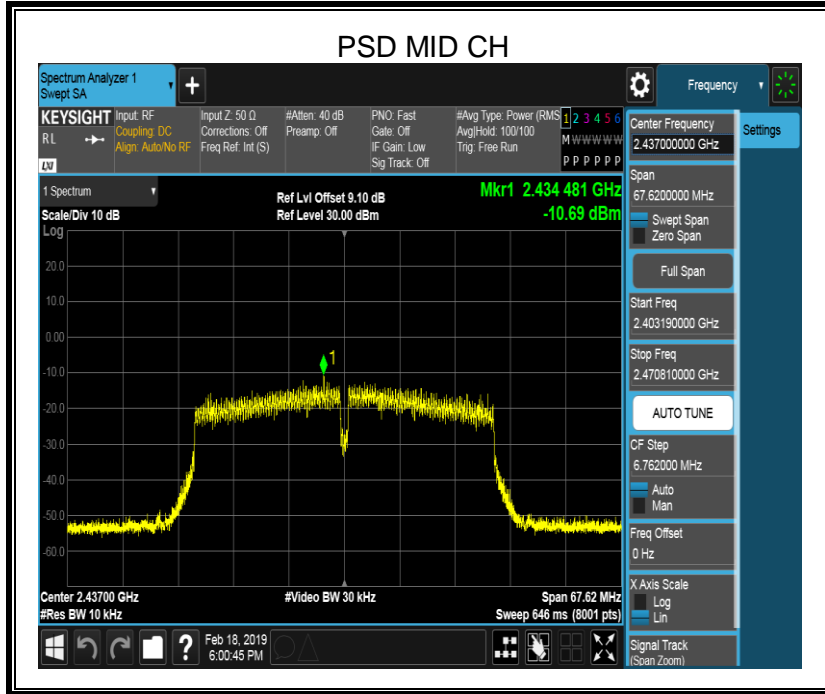 PSD MID CH
Spectrum Analyzer 1
Swept SA
+
Frequency
KEYSIGHT
RL
LXI
Input: RF
Coupling: DC
Align: Auto/No RF
Input Z: 50 Ω
Corrections: Off
Freq Ref: Int (S)
#Atten: 40 dB
Preamp: Off
PNO: Fast
Gate: Off
IF Gain: Low
Sig Track: Off
#Avg Type: Power (RMS
Avg|Hold: 100/100
Trig: Free Run
1 2 3 4 5 6
M W W W W W
P P P P P P
1 Spectrum
Scale/Div 10 dB
Log
Ref Lvl Offset 9.10 dB
Ref Level 30.00 dBm
Mkr1 2.434 481 GHz
-10.69 dBm
20.0
10.0
0.00
-10.0
-20.0
-30.0
-40.0
-50.0
-60.0
1
Center 2.43700 GHz
#Res BW 10 kHz
#Video BW 30 kHz
Span 67.62 MHz
Sweep 646 ms (8001 pts)
?
Feb 18, 2019
6:00:45 PM
Center Frequency
2.437000000 GHz
Settings
Span
67.6200000 MHz
Swept Span
Zero Span
Full Span
Start Freq
2.403190000 GHz
Stop Freq
2.470810000 GHz
AUTO TUNE
CF Step
6.762000 MHz
Auto
Man
Freq Offset
0 Hz
X Axis Scale
Log
Lin
Signal Track
(Span Zoom)